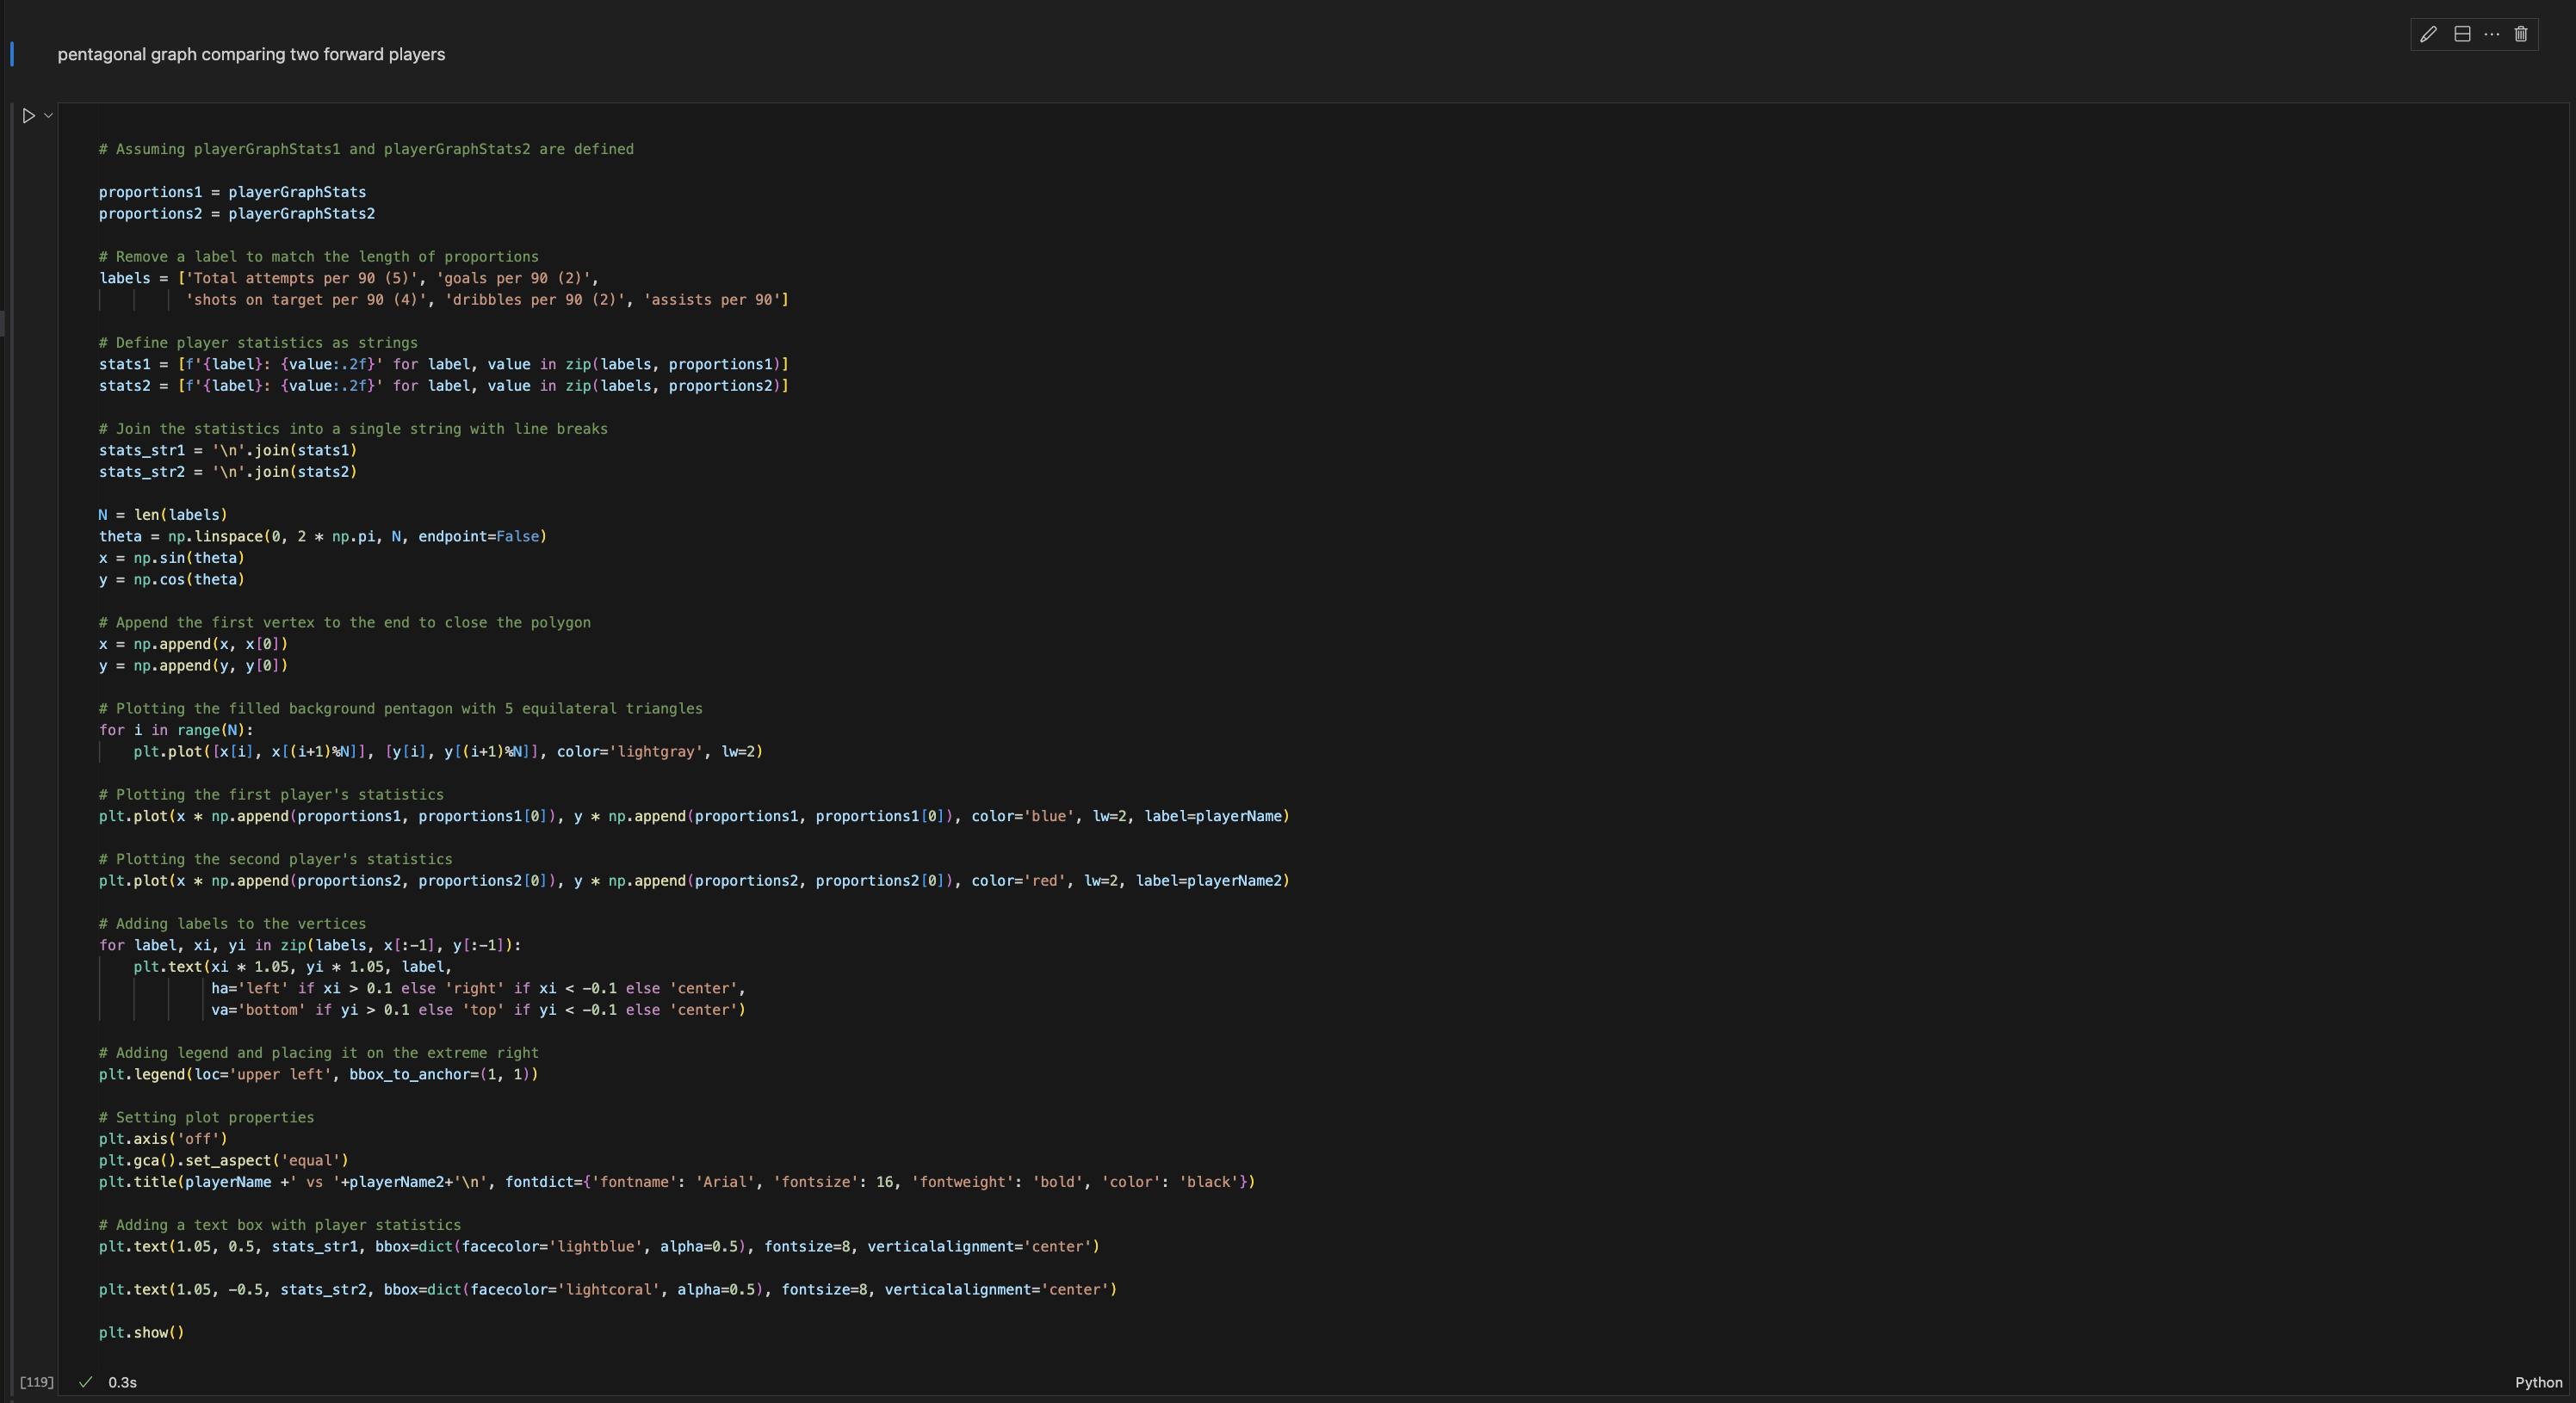 pentagonal graph comparing two forward players
# Assuming playerGraphStats1 and playerGraphStats2 are defined
proportions1 = playerGraphStats
proportions2 = playerGraphStats2
# Remove a label to match the length of proportions
labels = ['Total attempts per 90 (5)', 'goals per 90 (2)',
'shots on target per 90 (4)', 'dribbles per 90 (2)', 'assists per 90']
# Define player statistics as strings
stats1 = [f'{label}: {value:.2f}' for label, value in zip(labels, proportions1)]
stats2 = [f'{label}: {value:.2f}' for label, value in zip(labels, proportions2)]
# Join the statistics into a single string with line breaks
stats_str1 = '\n'.join(stats1)
stats_str2 = '\n'.join(stats2)
N = len(labels)
theta = np.linspace(0, 2 * np.pi, N, endpoint=False)
x = np.sin(theta)
y = np.cos(theta)
# Append the first vertex to the end to close the polygon
x = np.append(x, x[0])
y = np.append(y, y[0])
# Plotting the filled background pentagon with 5 equilateral triangles
for i in range(N):
plt.plot([x[i], x[(i+1)%N]], [y[i], y[(i+1)%N]], color='lightgray', lw=2)
# Plotting the first player's statistics
plt.plot(x * np.append(proportions1, proportions1[0]), y * np.append(proportions1, proportions1[0]), color='blue', lw=2, label=playerName)
# Plotting the second player's statistics
plt.plot(x * np.append(proportions2, proportions2[0]), y * np.append(proportions2, proportions2[0]), color='red', lw=2, label=playerName2)
# Adding labels to the vertices
for label, xi, yi in zip(labels, x[:-1], y[:-1]):
plt.text(xi * 1.05, yi * 1.05, label,
ha='left' if xi > 0.1 else 'right' if xi < -0.1 else 'center',
va='bottom' if yi > 0.1 else 'top' if yi < -0.1 else 'center')
# Adding legend and placing it on the extreme right
plt.legend(loc='upper left', bbox_to_anchor=(1, 1))
# Setting plot properties
plt.axis('off')
plt.gca().set_aspect('equal')
plt.title(playerName +' vs '+playerName2+'\n', fontdict={'fontname': 'Arial', 'fontsize': 16, 'fontweight': 'bold', 'color': 'black'})
# Adding a text box with player statistics
plt.text(1.05, 0.5, stats_str1, bbox=dict(facecolor='lightblue', alpha=0.5), fontsize=8, verticalalignment='center')
plt.text(1.05, -0.5, stats_str2, bbox=dict(facecolor='lightcoral', alpha=0.5), fontsize=8, verticalalignment='center')
plt.show()
[119] 0.3s Python